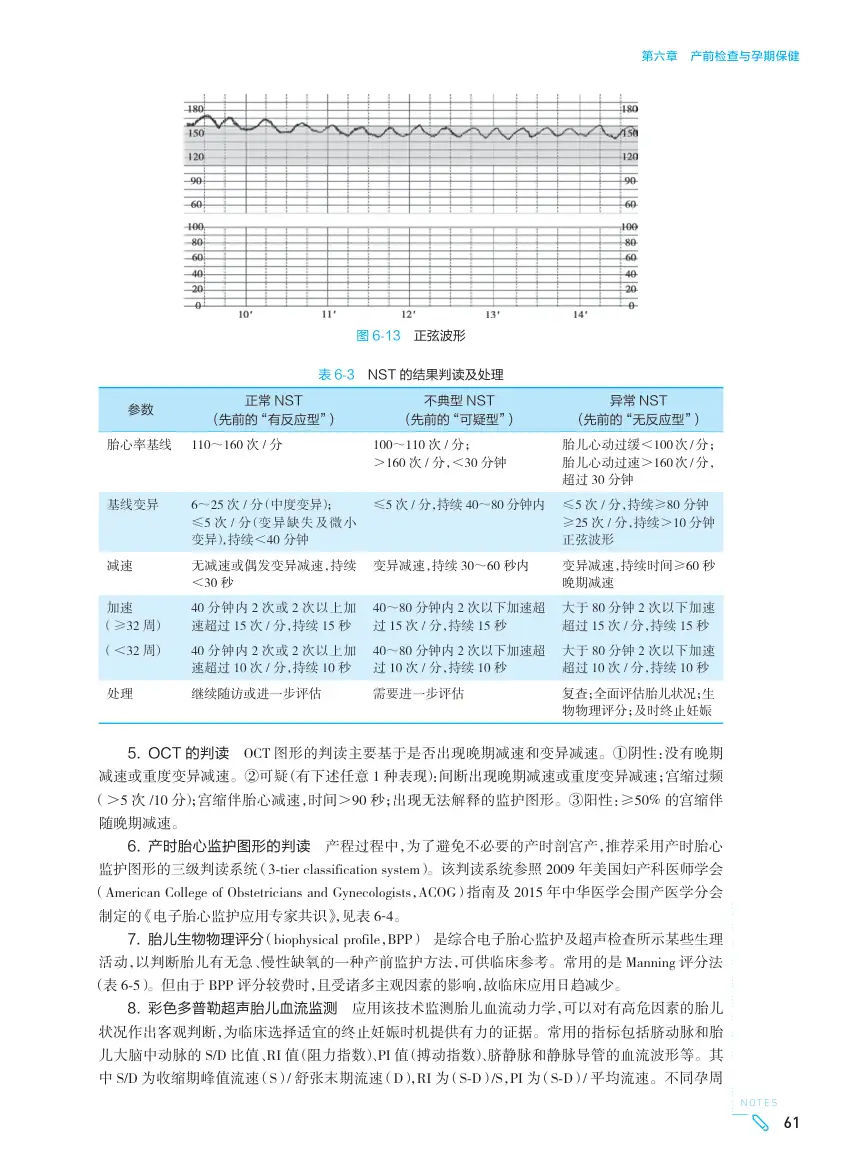 第六章 产前检查与孕期保健
180 180
150 150
120 120
90 90
60 60
100 100
80 80
60 60
40 40
20 20
0 0
10′ 11′ 12′ 13′ 14′
图 6-13 正弦波形
表 6-3 NST 的结果判读及处理
参数
正常 NST
(先前的“有反应型”)
不典型 NST
(先前的“可疑型”)
异常 NST
(先前的“无反应型”)
胎心率基线
110～160 次 / 分
100～110 次 / 分;
＞160 次 / 分,＜30 分钟
胎儿心动过缓＜100 次 / 分;
胎儿心动过速＞160 次 / 分,
超过 30 分钟
基线变异
6～25 次 / 分(中度变异);
≤5 次 / 分(变异缺失及微小
变异),持续＜40 分钟
≤5 次 / 分,持续 40～80 分钟内
≤5 次 / 分,持续≥80 分钟
≥25 次 / 分,持续＞10 分钟
正弦波形
减速
无减速或偶发变异减速,持续
＜30 秒
变异减速,持续 30～60 秒内
变异减速,持续时间≥60 秒
晚期减速
加速
(≥32 周)
40 分钟内 2 次或 2 次以上加
速超过 15 次 / 分,持续 15 秒
40～80 分钟内 2 次以下加速超
过 15 次 / 分,持续 15 秒
大于 80 分钟 2 次以下加速
超过 15 次 / 分,持续 15 秒
(＜32 周)
40 分钟内 2 次或 2 次以上加
速超过 10 次 / 分,持续 10 秒
40～80 分钟内 2 次以下加速超
过 10 次 / 分,持续 10 秒
大于 80 分钟 2 次以下加速
超过 10 次 / 分,持续 10 秒
处理
继续随访或进一步评估
需要进一步评估
复查;全面评估胎儿状况;生
物物理评分;及时终止妊娠
5. OCT 的判读 OCT 图形的判读主要基于是否出现晚期减速和变异减速。①阴性:没有晚期
减速或重度变异减速。②可疑(有下述任意 1 种表现):间断出现晚期减速或重度变异减速;宫缩过频
(＞5 次 /10 分);宫缩伴胎心减速,时间＞90 秒;出现无法解释的监护图形。③阳性:≥50% 的宫缩伴
随晚期减速。
6. 产时胎心监护图形的判读 产程过程中,为了避免不必要的产时剖宫产,推荐采用产时胎心
监护图形的三级判读系统(3-tier classification system)。该判读系统参照 2009 年美国妇产科医师学会
(American College of Obstetricians and Gynecologists,ACOG)指南及 2015 年中华医学会围产医学分会
制定的《电子胎心监护应用专家共识》,见表 6-4。
7. 胎儿生物物理评分(biophysical profile,BPP) 是综合电子胎心监护及超声检查所示某些生理
活动,以判断胎儿有无急、慢性缺氧的一种产前监护方法,可供临床参考。常用的是 Manning 评分法
(表 6-5)。但由于 BPP 评分较费时,且受诸多主观因素的影响,故临床应用日趋减少。
8. 彩色多普勒超声胎儿血流监测 应用该技术监测胎儿血流动力学,可以对有高危因素的胎儿
状况作出客观判断,为临床选择适宜的终止妊娠时机提供有力的证据。常用的指标包括脐动脉和胎
儿大脑中动脉的 S/D 比值、RI 值(阻力指数)、PI 值(搏动指数)、脐静脉和静脉导管的血流波形等。其
中 S/D 为收缩期峰值流速(S)/ 舒张末期流速(D),RI 为(S-D)/S,PI 为(S-D)/ 平均流速。不同孕周
NOTES
61